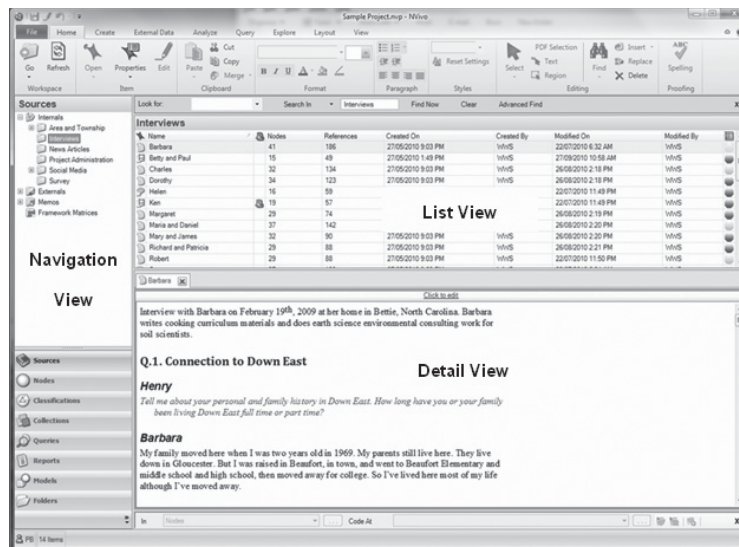 Sample Project.nvp - NVivo
File Home Create External Data Analyze Query Explore Layout View
Go Refresh Open Properties Edit Paste Cut Copy Merge Reset Settings Select PDF Selection Text Region Find Insert Replace Delete Spelling
Workspace Item Clipboard Format Paragraph Styles Editing Proofing
Sources
Internals
Area and Township
Interviews
News Articles
Project Administration
Social Media
Survey
Externals
Memos
Framework Matrices
Navigation
View
Sources
Nodes
Classifications
Collections
Queries
Reports
Models
Folders
Look for: Search In Interviews Find Now Clear Advanced Find
Interviews
Name Nodes References Created On Created By Modified On Modified By
Barbara 41 186 27/05/2010 9:03 PM WWS 22/07/2010 6:32 AM WWS
Betty and Paul 15 49 27/05/2010 1:49 PM WWS 27/09/2010 10:58 AM WWS
Charles 32 134 27/05/2010 9:03 PM WWS 26/08/2010 2:18 PM WWS
Dorothy 34 123 27/05/2010 9:03 PM WWS 26/08/2010 2:18 PM WWS
Helen 16 59 22/07/2010 11:49 PM WWS
Ken 19 57 22/07/2010 11:49 PM WWS
Margaret 29 74 26/08/2010 2:19 PM WWS
Maria and Daniel 37 142 26/08/2010 2:20 PM WWS
Mary and James 32 90 27/05/2010 9:03 PM WWS 26/08/2010 2:20 PM WWS
Richard and Patricia 29 88 27/05/2010 9:03 PM WWS 26/08/2010 2:21 PM WWS
Robert 29 88 27/05/2010 9:03 PM WWS 22/07/2010 11:50 PM WWS
List View
Barbara
Click to edit
Interview with Barbara on February 19th, 2009 at her home in Bettie, North Carolina. Barbara
writes cooking curriculum materials and does earth science environmental consulting work for
soil scientists.
Q.1. Connection to Down East
Detail View
Henry
Tell me about your personal and family history in Down East. How long have you or your family
been living Down East full time or part time?
Barbara
My family moved here when I was two years old in 1969. My parents still live here. They live
down in Gloucester. But I was raised in Beaufort, in town, and went to Beaufort Elementary and
middle school and high school, then moved away for college. So I've lived here most of my life
although I've moved away.
In Nodes Code At
PB 14 Items